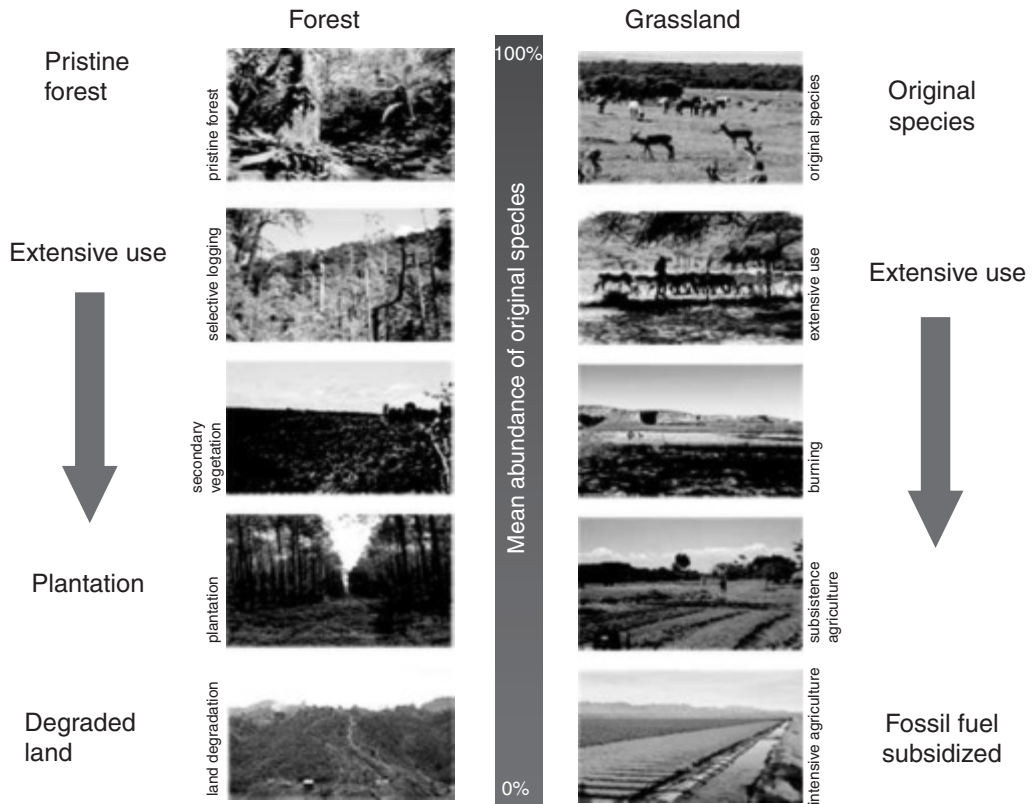 Forest
Grassland
Pristine
forest
pristine forest
100%
original species
Original
species
Extensive use
selective logging
Mean abundance of original species
extensive use
Extensive use
secondary
vegetation
burning
Plantation
plantation
subsistence
agriculture
Degraded
land
land degradation
0%
intensive agriculture
Fossil fuel
subsidized